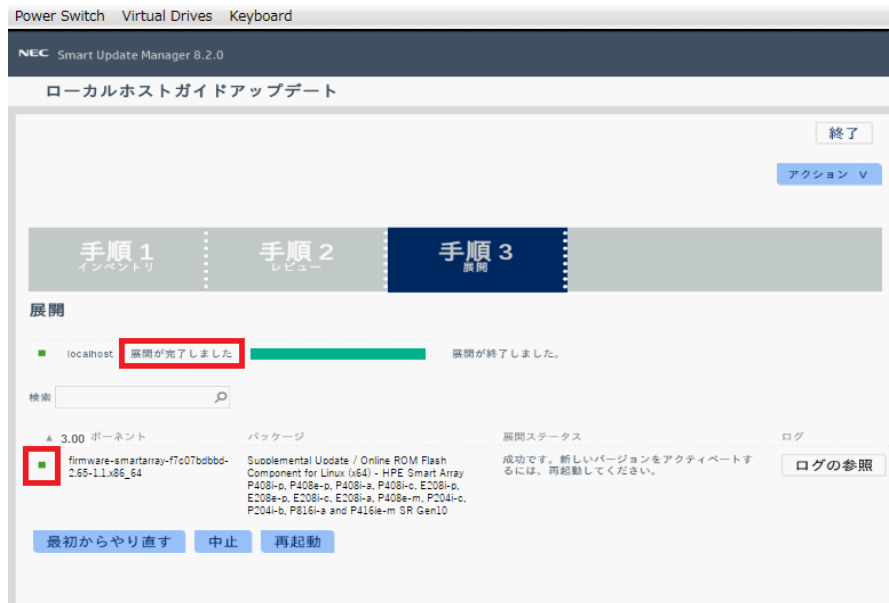 Power Switch Virtual Drives Keyboard
NEC Smart Update Manager 8.2.0
ローカルホストガイドアップデート
終了
アクション ∨
手順1 手順2 手順3
インベントリ レビュー 展開
展開
localhost 展開が完了しました 展開が終了しました。
検索
▲ 3.00 ポーネント パッケージ 展開ステータス ログ
firmware-smartarray-f7c07bdbbd-2.65-1.1.x86_64
Supplemental Update / Online ROM Flash
Component for Linux (x64) - HPE Smart Array
P408i-p, P408e-p, P408i-a, P408i-c, E208i-p,
E208e-p, E208i-c, E208i-a, P408e-m, P204i-c,
P204i-b, P816i-a and P416ie-m SR Gen10
成功です。新しいバージョンをアクティベートす
るには、再起動してください。
ログの参照
最初からやり直す 中止 再起動